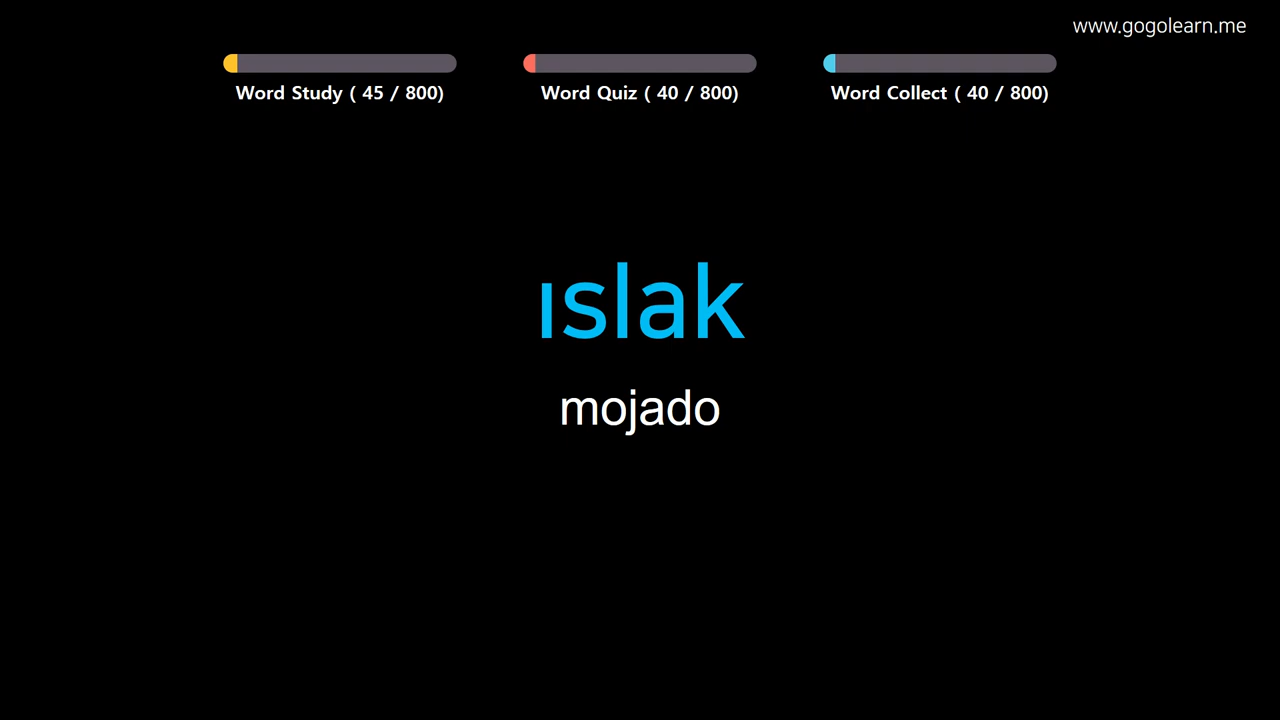 www.gogolearn.me
Word Study ( 45 / 800)
Word Quiz ( 40 / 800)
Word Collect ( 40 / 800)
ıslak
mojado